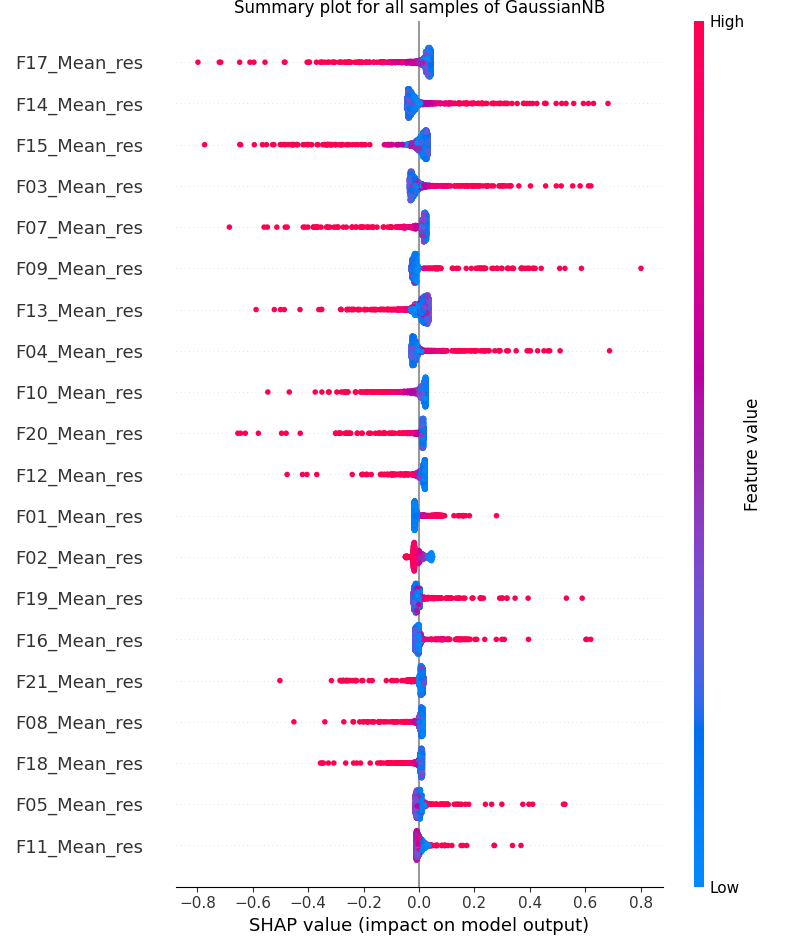 Summary plot for all samples of GaussianNB
High
F17_Mean_res
F14_Mean_res
F15_Mean_res
F03_Mean_res
F07_Mean_res
F09_Mean_res
F13_Mean_res
F04_Mean_res
F10_Mean_res
F20_Mean_res
F12_Mean_res
F01_Mean_res
F02_Mean_res
F19_Mean_res
F16_Mean_res
F21_Mean_res
F08_Mean_res
F18_Mean_res
F05_Mean_res
F11_Mean_res
Feature value
Low
−0.8 −0.6 −0.4 −0.2 0.0 0.2 0.4 0.6 0.8
SHAP value (impact on model output)